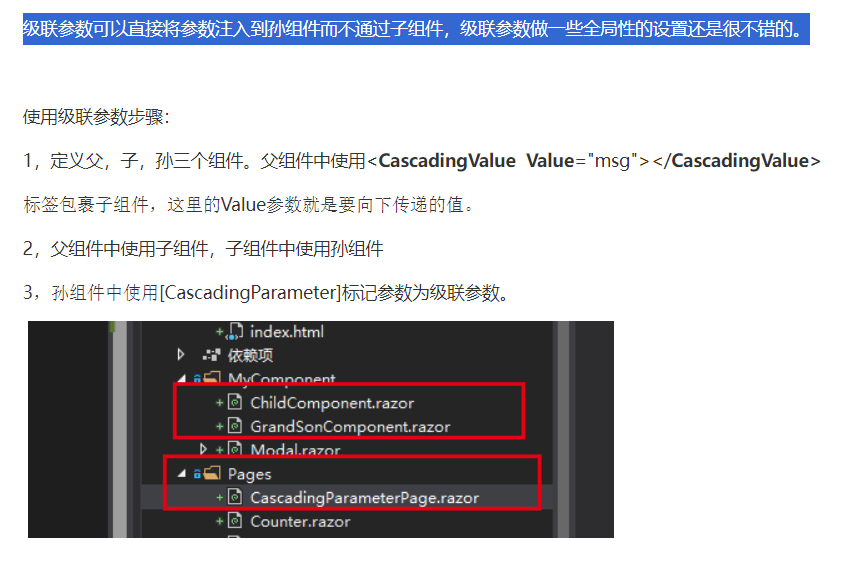 级联参数可以直接将参数注入到孙组件而不通过子组件，级联参数做一些全局性的设置还是很不错的。
使用级联参数步骤：
1，定义父，子，孙三个组件。父组件中使用<CascadingValue Value="msg"></CascadingValue>
标签包裹子组件，这里的Value参数就是要向下传递的值。
2，父组件中使用子组件，子组件中使用孙组件
3，孙组件中使用[CascadingParameter]标记参数为级联参数。
index.html
依赖项
MyComponent
ChildComponent.razor
GrandSonComponent.razor
Modal.razor
Pages
CascadingParameterPage.razor
Counter.razor